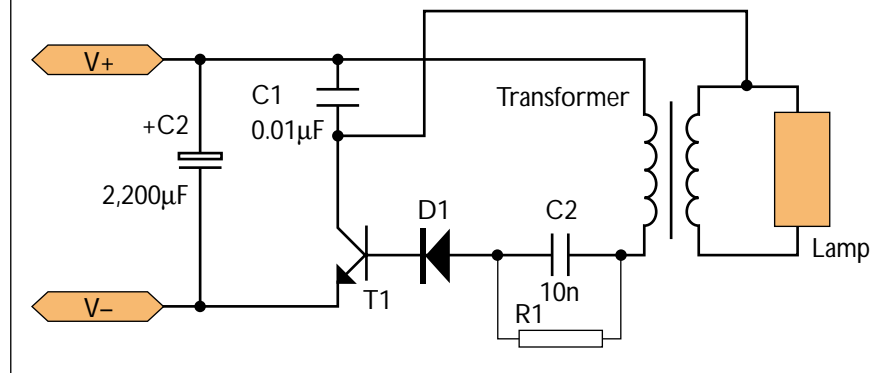 V+
C1
0.01µF
+C2
2,200µF
Transformer
D1
C2
10n
R1
T1
Lamp
V–